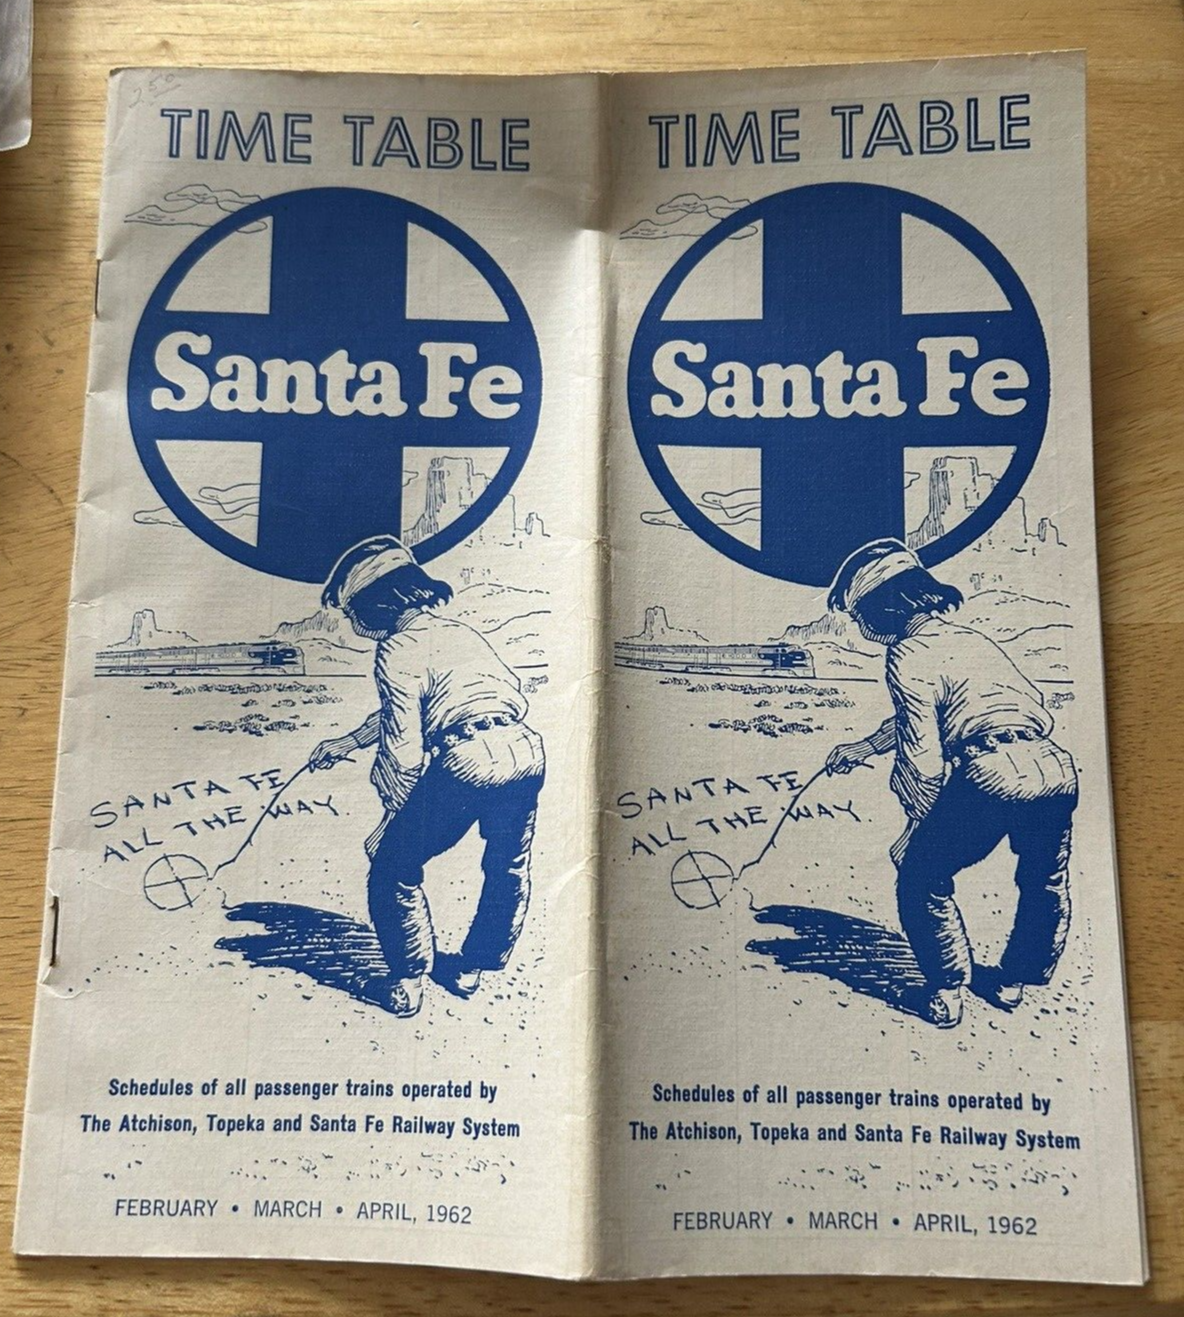 2.50
TIME TABLE
Santa Fe
SANTA FE
ALL THE WAY.
Schedules of all passenger trains operated by
The Atchison, Topeka and Santa Fe Railway System
FEBRUARY • MARCH • APRIL, 1962
TIME TABLE
Santa Fe
SANTA FE
ALL THE WAY.
Schedules of all passenger trains operated by
The Atchison, Topeka and Santa Fe Railway System
FEBRUARY • MARCH • APRIL, 1962